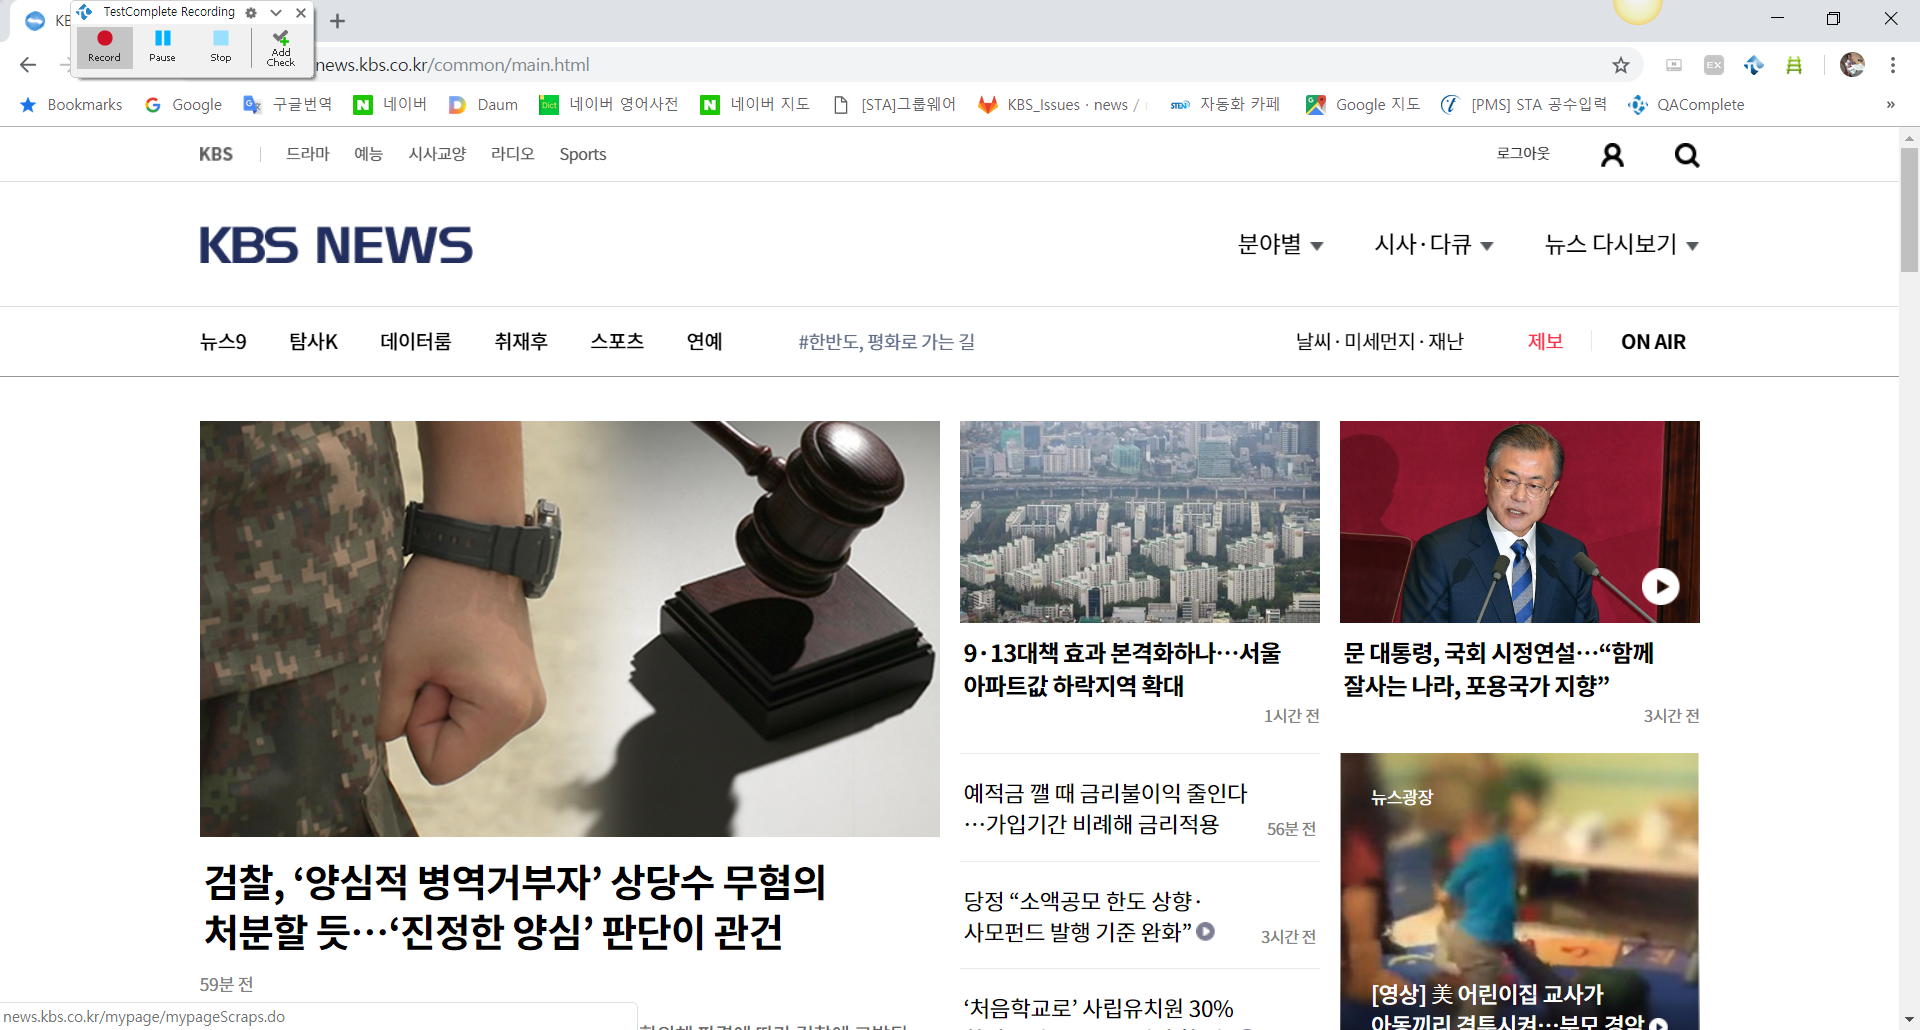 TestComplete Recording
Record
Pause
Stop
Add
Check
news.kbs.co.kr/common/main.html
Bookmarks
Google
구글번역
네이버
Daum
네이버 영어사전
네이버 지도
[STA]그룹웨어
KBS_Issues · news /
자동화 카페
Google 지도
[PMS] STA 공수입력
QAComplete
»
KBS
드라마
예능
시사교양
라디오
Sports
로그아웃
KBS NEWS
분야별
시사·다큐
뉴스 다시보기
뉴스9
탐사K
데이터룸
취재후
스포츠
연예
#한반도, 평화로 가는 길
날씨·미세먼지·재난
제보
ON AIR
검찰, ‘양심적 병역거부자’ 상당수 무혐의
처분할 듯…‘진정한 양심’ 판단이 관건
59분 전
9·13대책 효과 본격화하나…서울
아파트값 하락지역 확대
1시간 전
예적금 깰 때 금리불이익 줄인다
…가입기간 비례해 금리적용
56분 전
당정 “소액공모 한도 상향·
사모펀드 발행 기준 완화”
3시간 전
‘처음학교로’ 사립유치원 30%
문 대통령, 국회 시정연설…“함께
잘사는 나라, 포용국가 지향”
3시간 전
뉴스광장
[영상] 美 어린이집 교사가
아동끼리 격투시켜…부모 경악
news.kbs.co.kr/mypage/mypageScraps.do